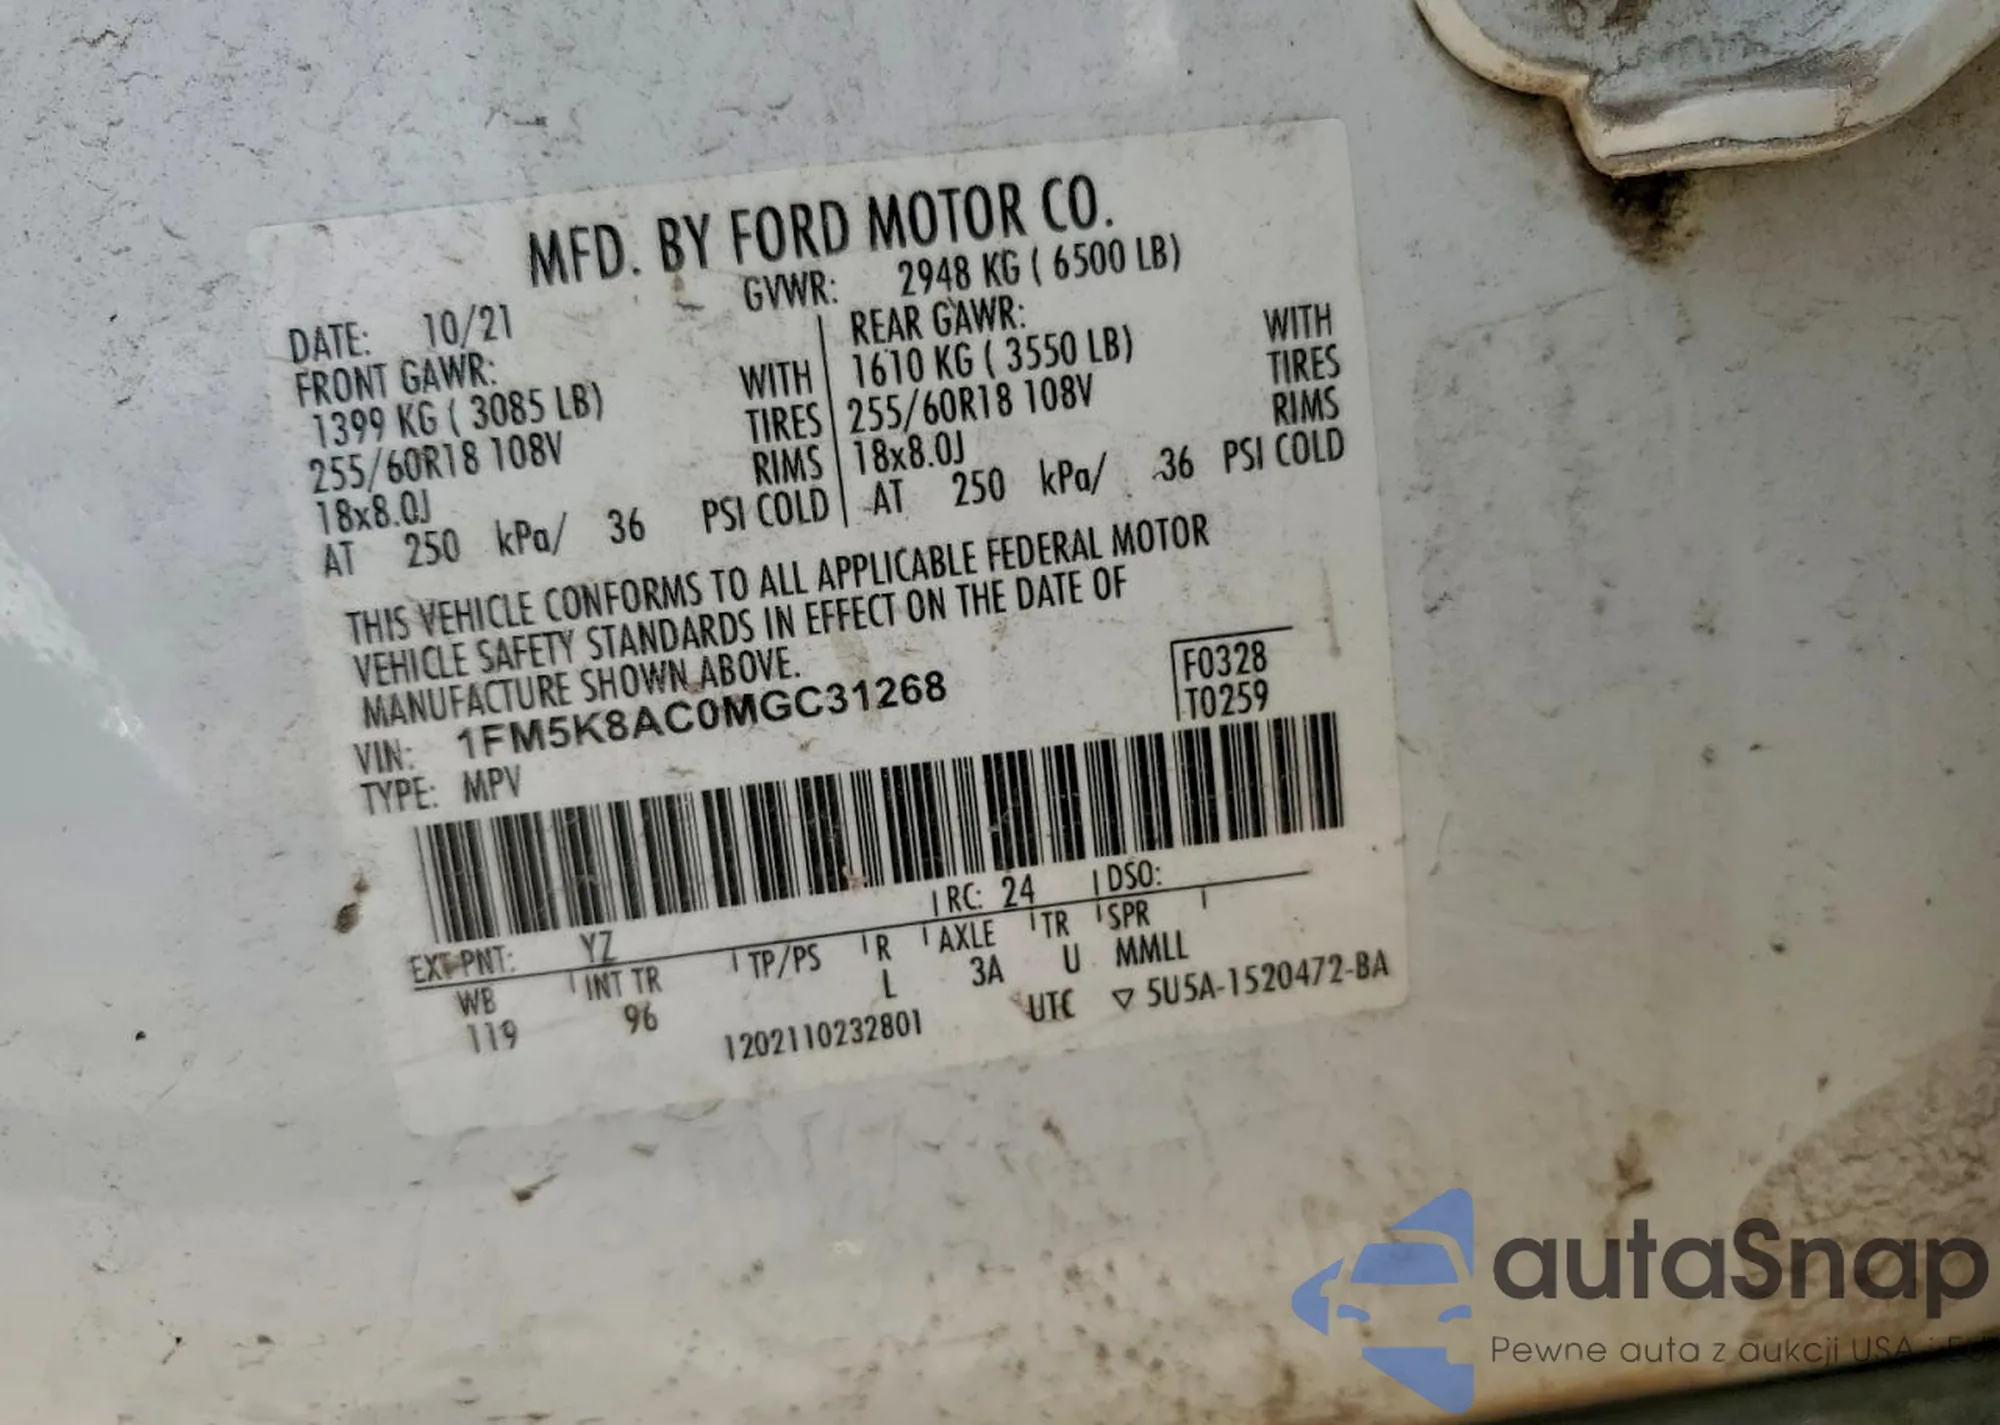 MFD. BY FORD MOTOR CO.
DATE: 10/21 GVWR: 2948 KG ( 6500 LB)
FRONT GAWR: REAR GAWR:
1399 KG ( 3085 LB) WITH 1610 KG ( 3550 LB) WITH
255/60R18 108V TIRES 255/60R18 108V TIRES
18x8.0J RIMS 18x8.0J RIMS
AT 250 kPa/ 36 PSI COLD AT 250 kPa/ 36 PSI COLD
THIS VEHICLE CONFORMS TO ALL APPLICABLE FEDERAL MOTOR
VEHICLE SAFETY STANDARDS IN EFFECT ON THE DATE OF
MANUFACTURE SHOWN ABOVE.
VIN: 1FM5K8AC0MGC31268 F0328
TYPE: MPV T0259
EXT PNT: YZ RC: 24 DSO:
WB INT TR TP/PS R AXLE TR SPR
119 96 L 3A U MMLL
1202110232801 UTC ▽ 5U5A-1520472-BA
autaSnap
Pewne auta z aukcji USA i EU